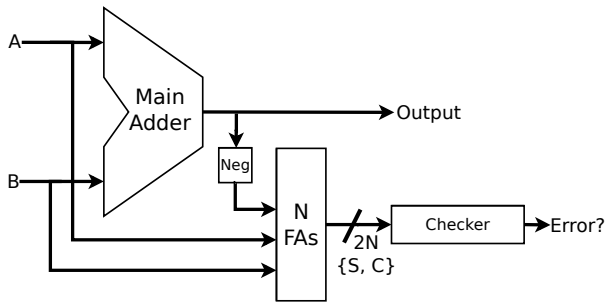 A
Main
Adder
Output
Neg
B
N
FAs
2N
{S, C}
Checker
Error?